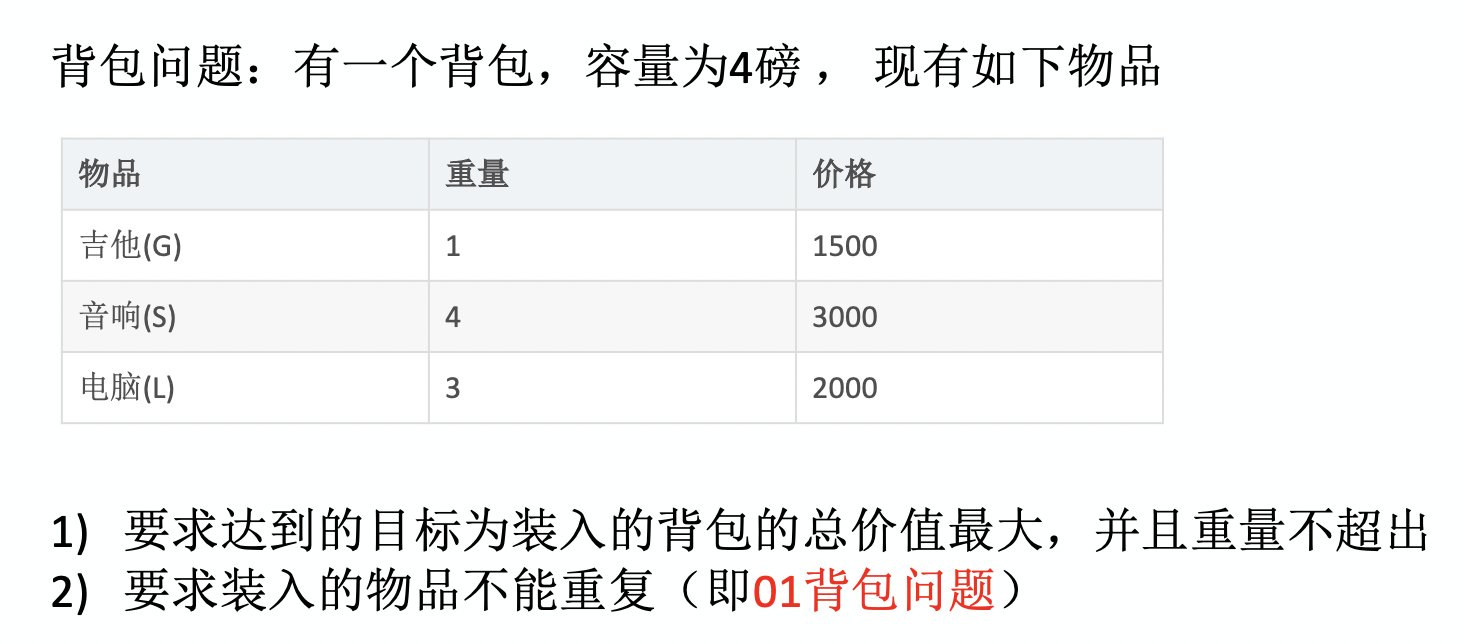 背包问题：有一个背包，容量为4磅 ， 现有如下物品
物品 重量 价格
吉他(G) 1 1500
音响(S) 4 3000
电脑(L) 3 2000
1) 要求达到的目标为装入的背包的总价值最大，并且重量不超出
2) 要求装入的物品不能重复（即01背包问题）